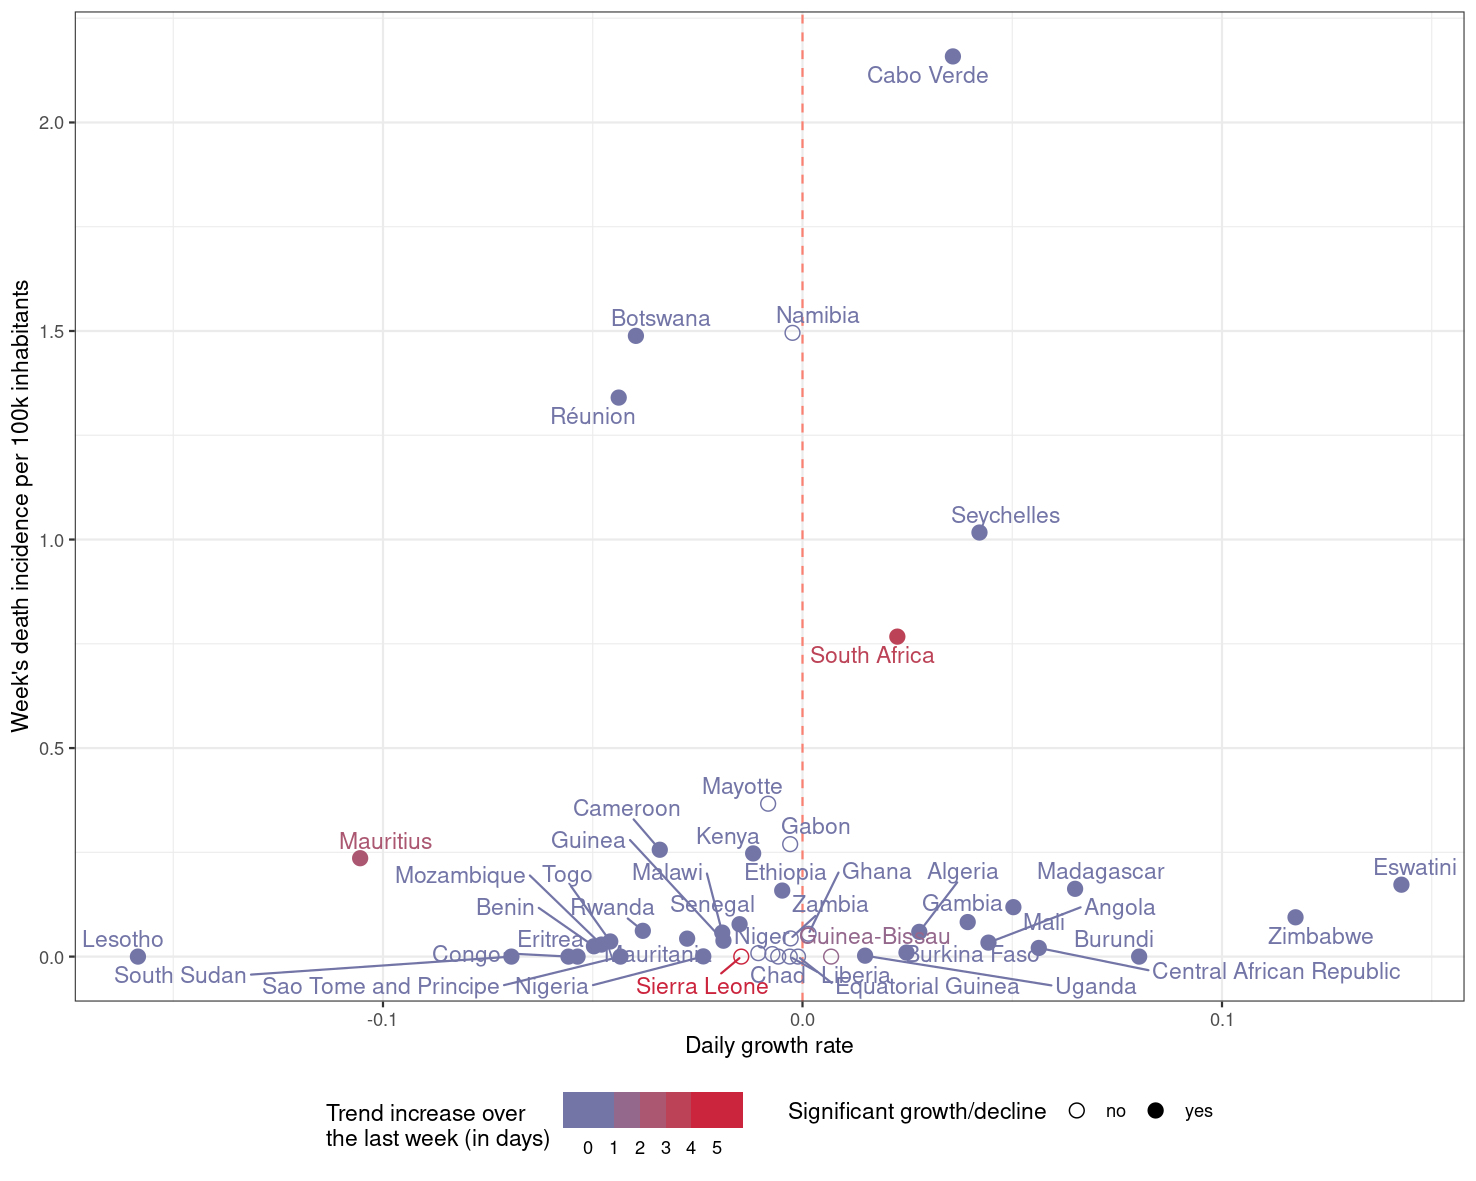 Cabo Verde
2.0
Botswana
Namibia
1.5
Réunion
Week's death incidence per 100k inhabitants
Seychelles
1.0
South Africa
0.5
Mayotte
Cameroon
Gabon
Mauritius
Guinea
Kenya
Mozambique
Togo
Malawi
Ethiopia
Ghana
Algeria
Madagascar
Eswatini
Benin
Rwanda
Senegal
Zambia
Gambia
Mali
Angola
Lesotho
Eritrea
Niger
Guinea-Bissau
Burundi
Zimbabwe
0.0
Congo
Mauritania
Burkina Faso
South Sudan
Chad
Liberia
Central African Republic
Sao Tome and Principe
Nigeria
Sierra Leone
Equatorial Guinea
Uganda
-0.1
0.0
0.1
Daily growth rate
Trend increase over
the last week (in days)
0 1 2 3 4 5
Significant growth/decline
no
yes